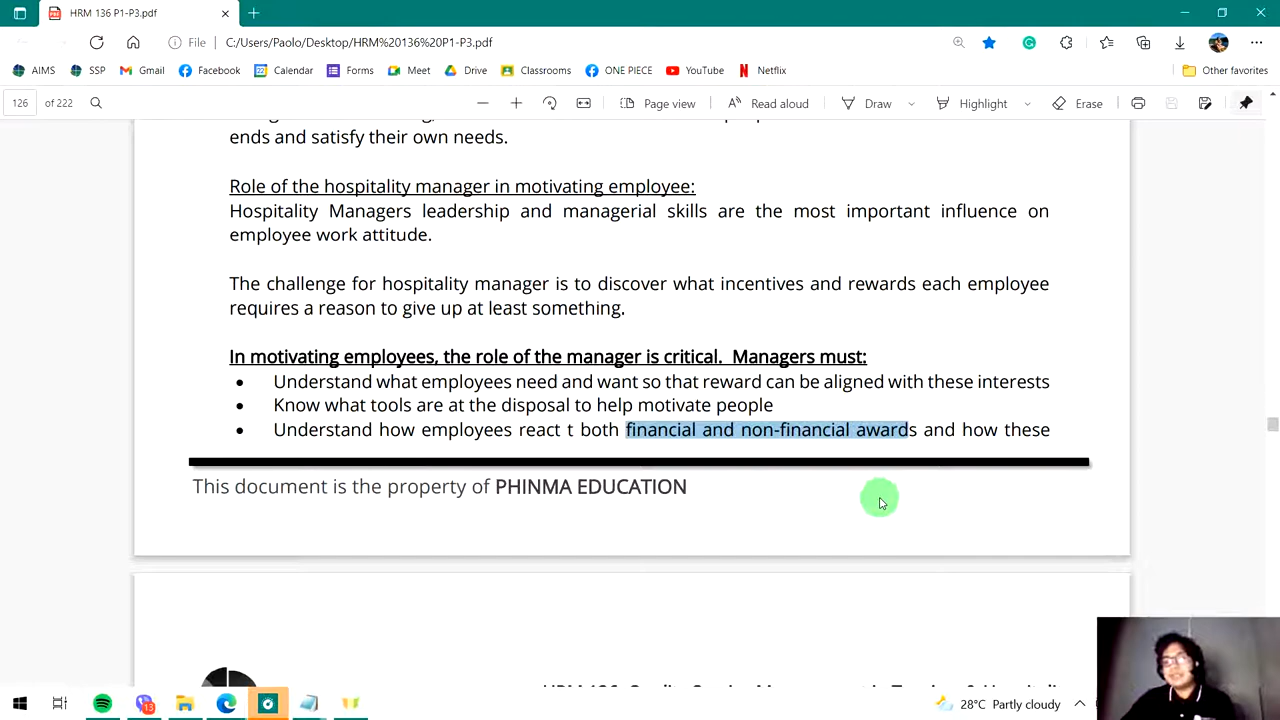 HRM 136 P1-P3.pdf
File C:/Users/Paolo/Desktop/HRM%20136%20P1-P3.pdf
AIMS SSP Gmail Facebook Calendar Forms Meet Drive Classrooms ONE PIECE YouTube Netflix Other favorites
126 of 222 Page view Read aloud Draw Highlight Erase
ends and satisfy their own needs.
Role of the hospitality manager in motivating employee:
Hospitality Managers leadership and managerial skills are the most important influence on
employee work attitude.
The challenge for hospitality manager is to discover what incentives and rewards each employee
requires a reason to give up at least something.
In motivating employees, the role of the manager is critical. Managers must:
• Understand what employees need and want so that reward can be aligned with these interests
• Know what tools are at the disposal to help motivate people
• Understand how employees react t both financial and non-financial awards and how these
This document is the property of PHINMA EDUCATION
28°C Partly cloudy